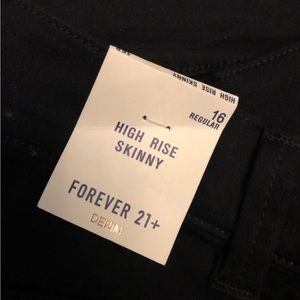 HIGH RISE SKINNY
16
REGULAR
HIGH RISE
SKINNY
FOREVER 21+
DENIM